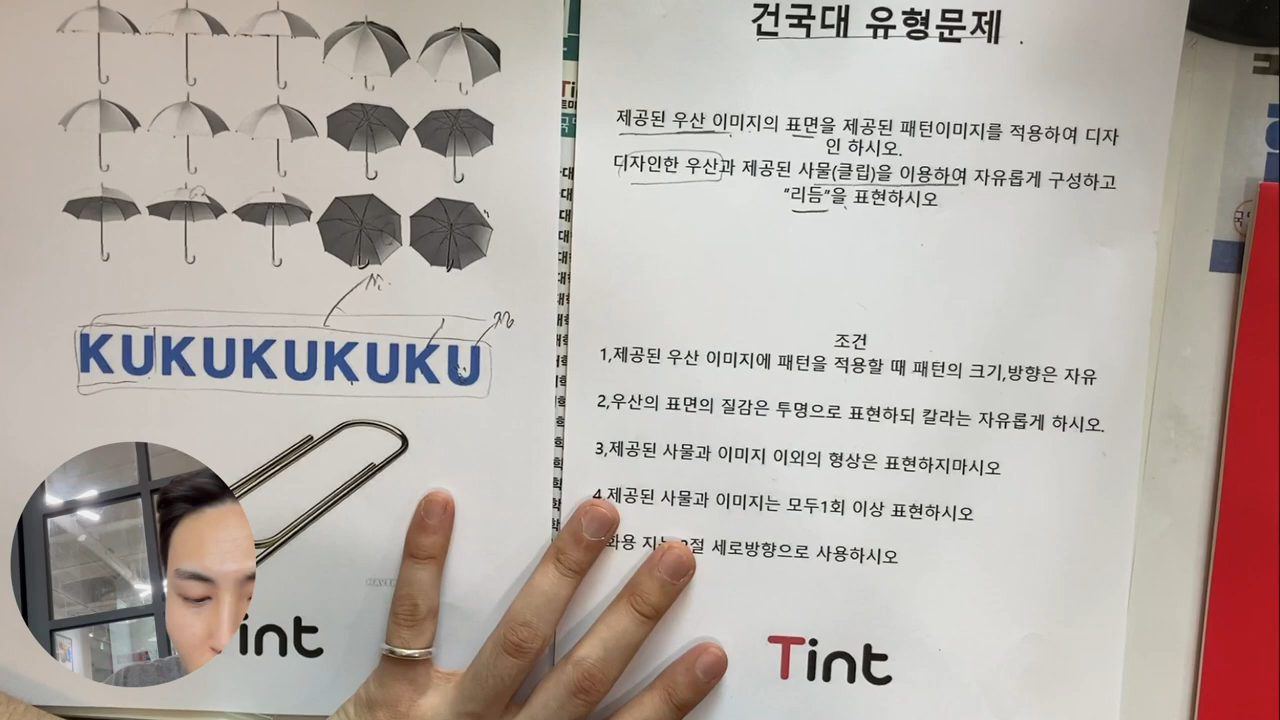 KUKUKUKUKU
int
건국대 유형문제
제공된 우산 이미지의 표면을 제공된 패턴이미지를 적용하여 디자
인 하시오.
디자인한 우산과 제공된 사물(클립)을 이용하여 자유롭게 구성하고
"리듬"을 표현하시오
조건
1,제공된 우산 이미지에 패턴을 적용할 때 패턴의 크기,방향은 자유
2,우산의 표면의 질감은 투명으로 표현하되 칼라는 자유롭게 하시오.
3,제공된 사물과 이미지 이외의 형상은 표현하지마시오
4,제공된 사물과 이미지는 모두1회 이상 표현하시오
화용 지는 절 세로방향으로 사용하시오
Tint